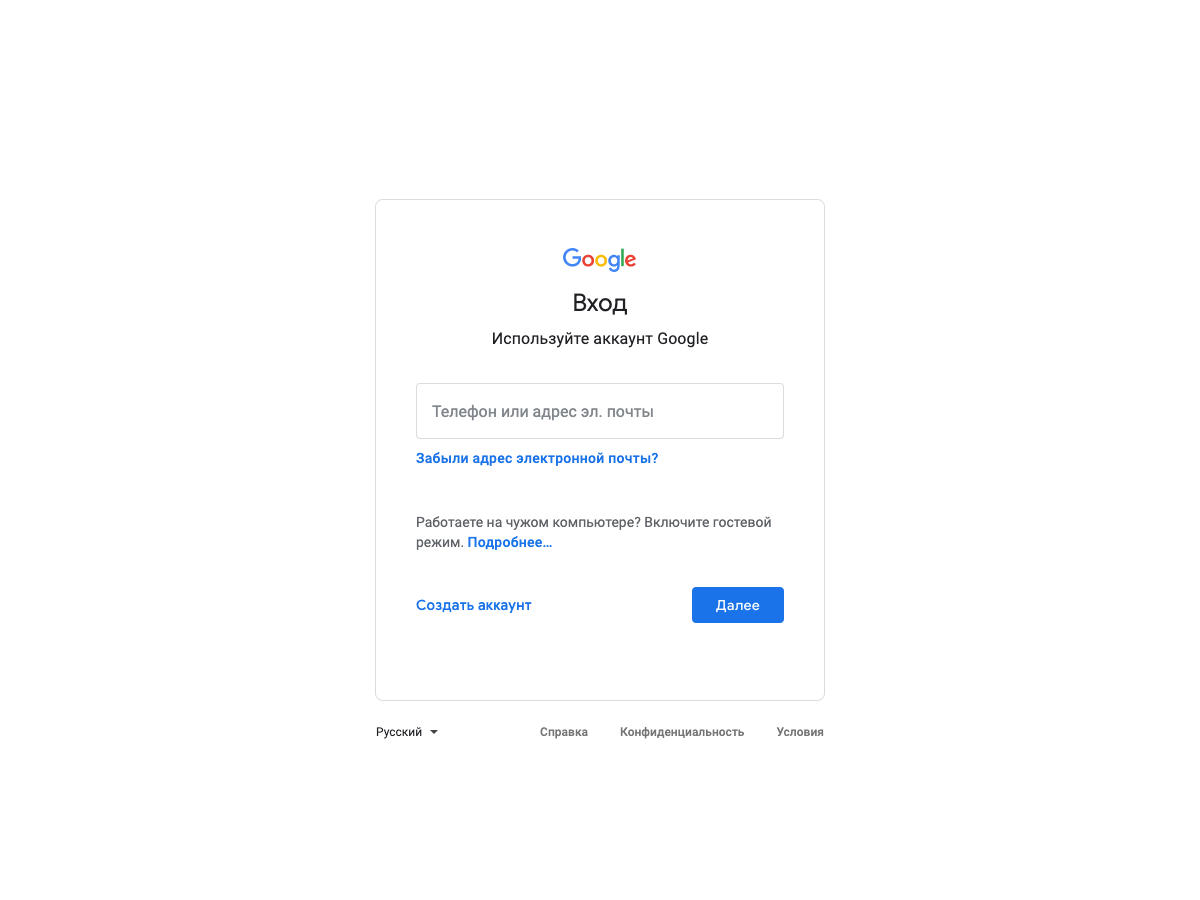 Google
Вход
Используйте аккаунт Google
Телефон или адрес эл. почты
Забыли адрес электронной почты?
Работаете на чужом компьютере? Включите гостевой
режим. Подробнее…
Создать аккаунт
Далее
Русский
Справка
Конфиденциальность
Условия